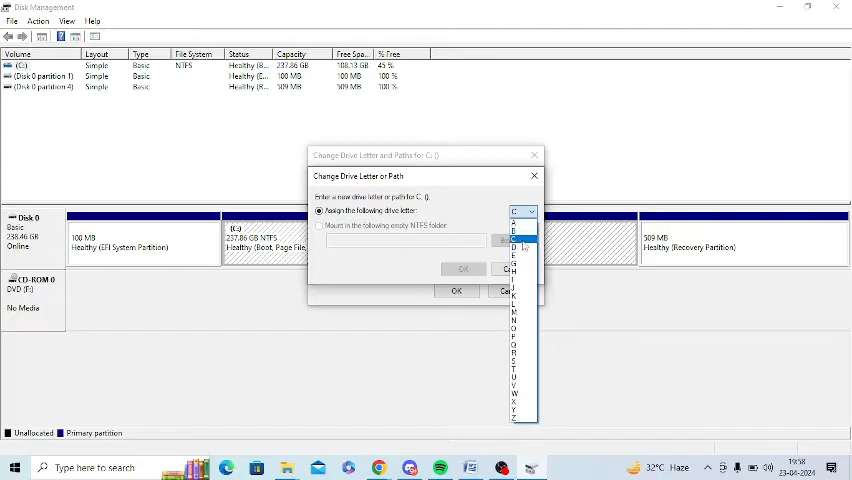 Disk Management
File Action View Help
Volume Layout Type File System Status Capacity Free Spa... % Free
(C:) Simple Basic NTFS Healthy (B... 237.86 GB 108.13 GB 45 %
(Disk 0 partition 1) Simple Basic Healthy (E... 100 MB 100 MB 100 %
(Disk 0 partition 4) Simple Basic Healthy (R... 509 MB 509 MB 100 %
Change Drive Letter and Paths for C: ()
Change Drive Letter or Path
Enter a new drive letter or path for C: ().
Assign the following drive letter: C
Mount in the following empty NTFS folder:
OK
OK
A
B
C
D
E
G
H
I
J
K
L
M
N
O
P
Q
R
S
T
U
V
W
X
Y
Z
Disk 0
Basic
238.46 GB
Online
100 MB
Healthy (EFI System Partition)
(C:)
237.86 GB NTFS
Healthy (Boot, Page File,
509 MB
Healthy (Recovery Partition)
CD-ROM 0
DVD (F:)
No Media
Unallocated Primary partition
Type here to search
32°C Haze
19:58
23-04-2024